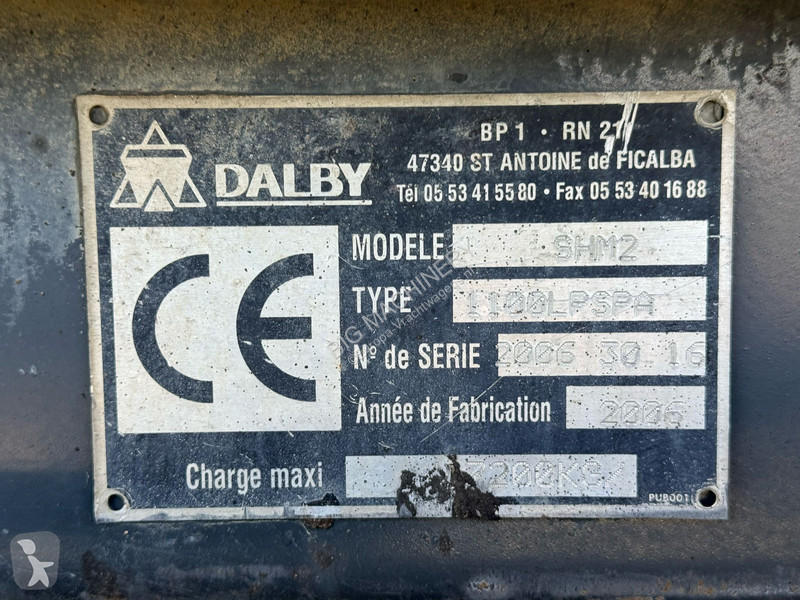 BP 1 • RN 21
47340 ST ANTOINE de FICALBA
Tél 05 53 41 55 80 • Fax 05 53 40 16 88
DALBY
CE
MODELE SHM2
TYPE 1100LPSPA
Nº de SERIE 2006 30 16
Année de Fabrication 2006
Charge maxi
PUB001